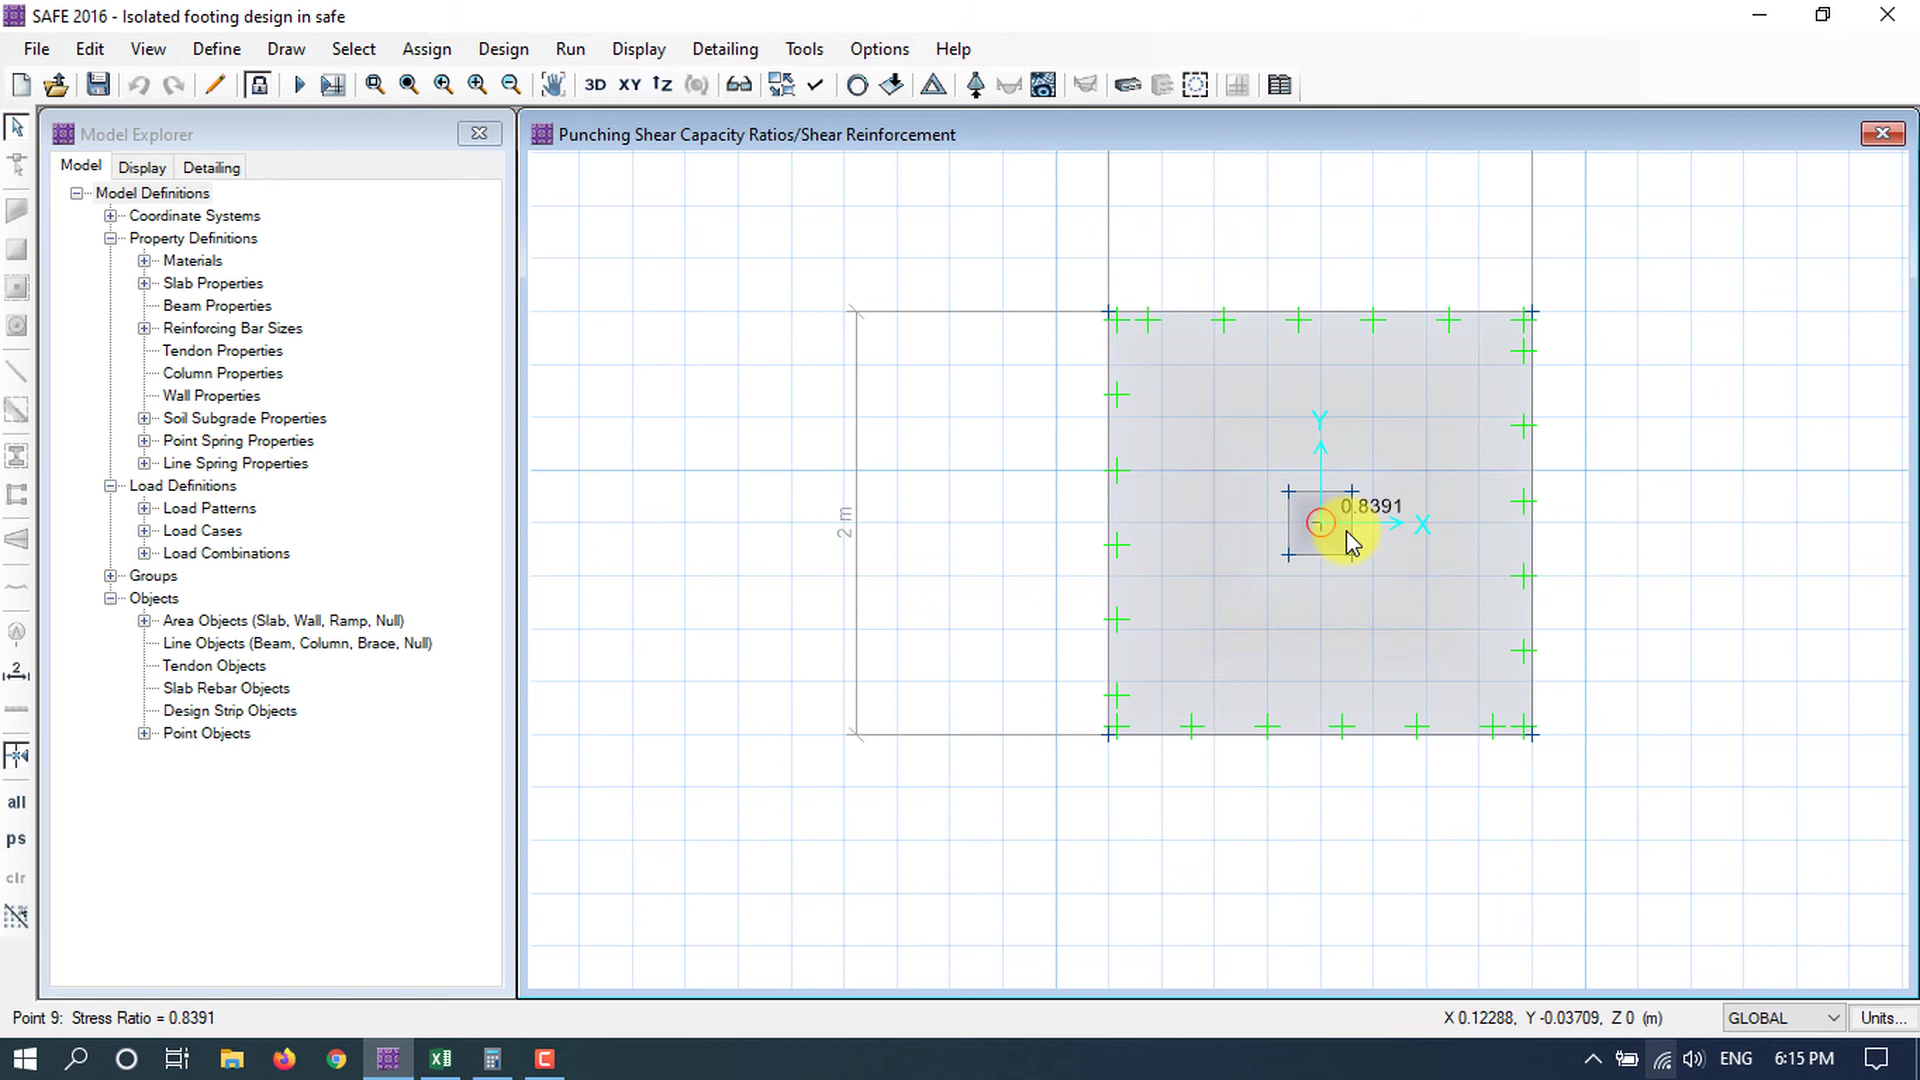 SAFE 2016 - Isolated footing design in safe
File Edit View Define Draw Select Assign Design Run Display Detailing Tools Options Help
3D XY
Model Explorer
Model Display Detailing
Model Definitions
Coordinate Systems
Property Definitions
Materials
Slab Properties
Beam Properties
Reinforcing Bar Sizes
Tendon Properties
Column Properties
Wall Properties
Soil Subgrade Properties
Point Spring Properties
Line Spring Properties
Load Definitions
Load Patterns
Load Cases
Load Combinations
Groups
Objects
Area Objects (Slab, Wall, Ramp, Null)
Line Objects (Beam, Column, Brace, Null)
Tendon Objects
Slab Rebar Objects
Design Strip Objects
Point Objects
2
all
ps
clr
Punching Shear Capacity Ratios/Shear Reinforcement
2 m
Y
0.8391
X
Point 9: Stress Ratio = 0.8391
X 0.12288, Y -0.03709, Z 0 (m)
GLOBAL
Units...
ENG
6:15 PM